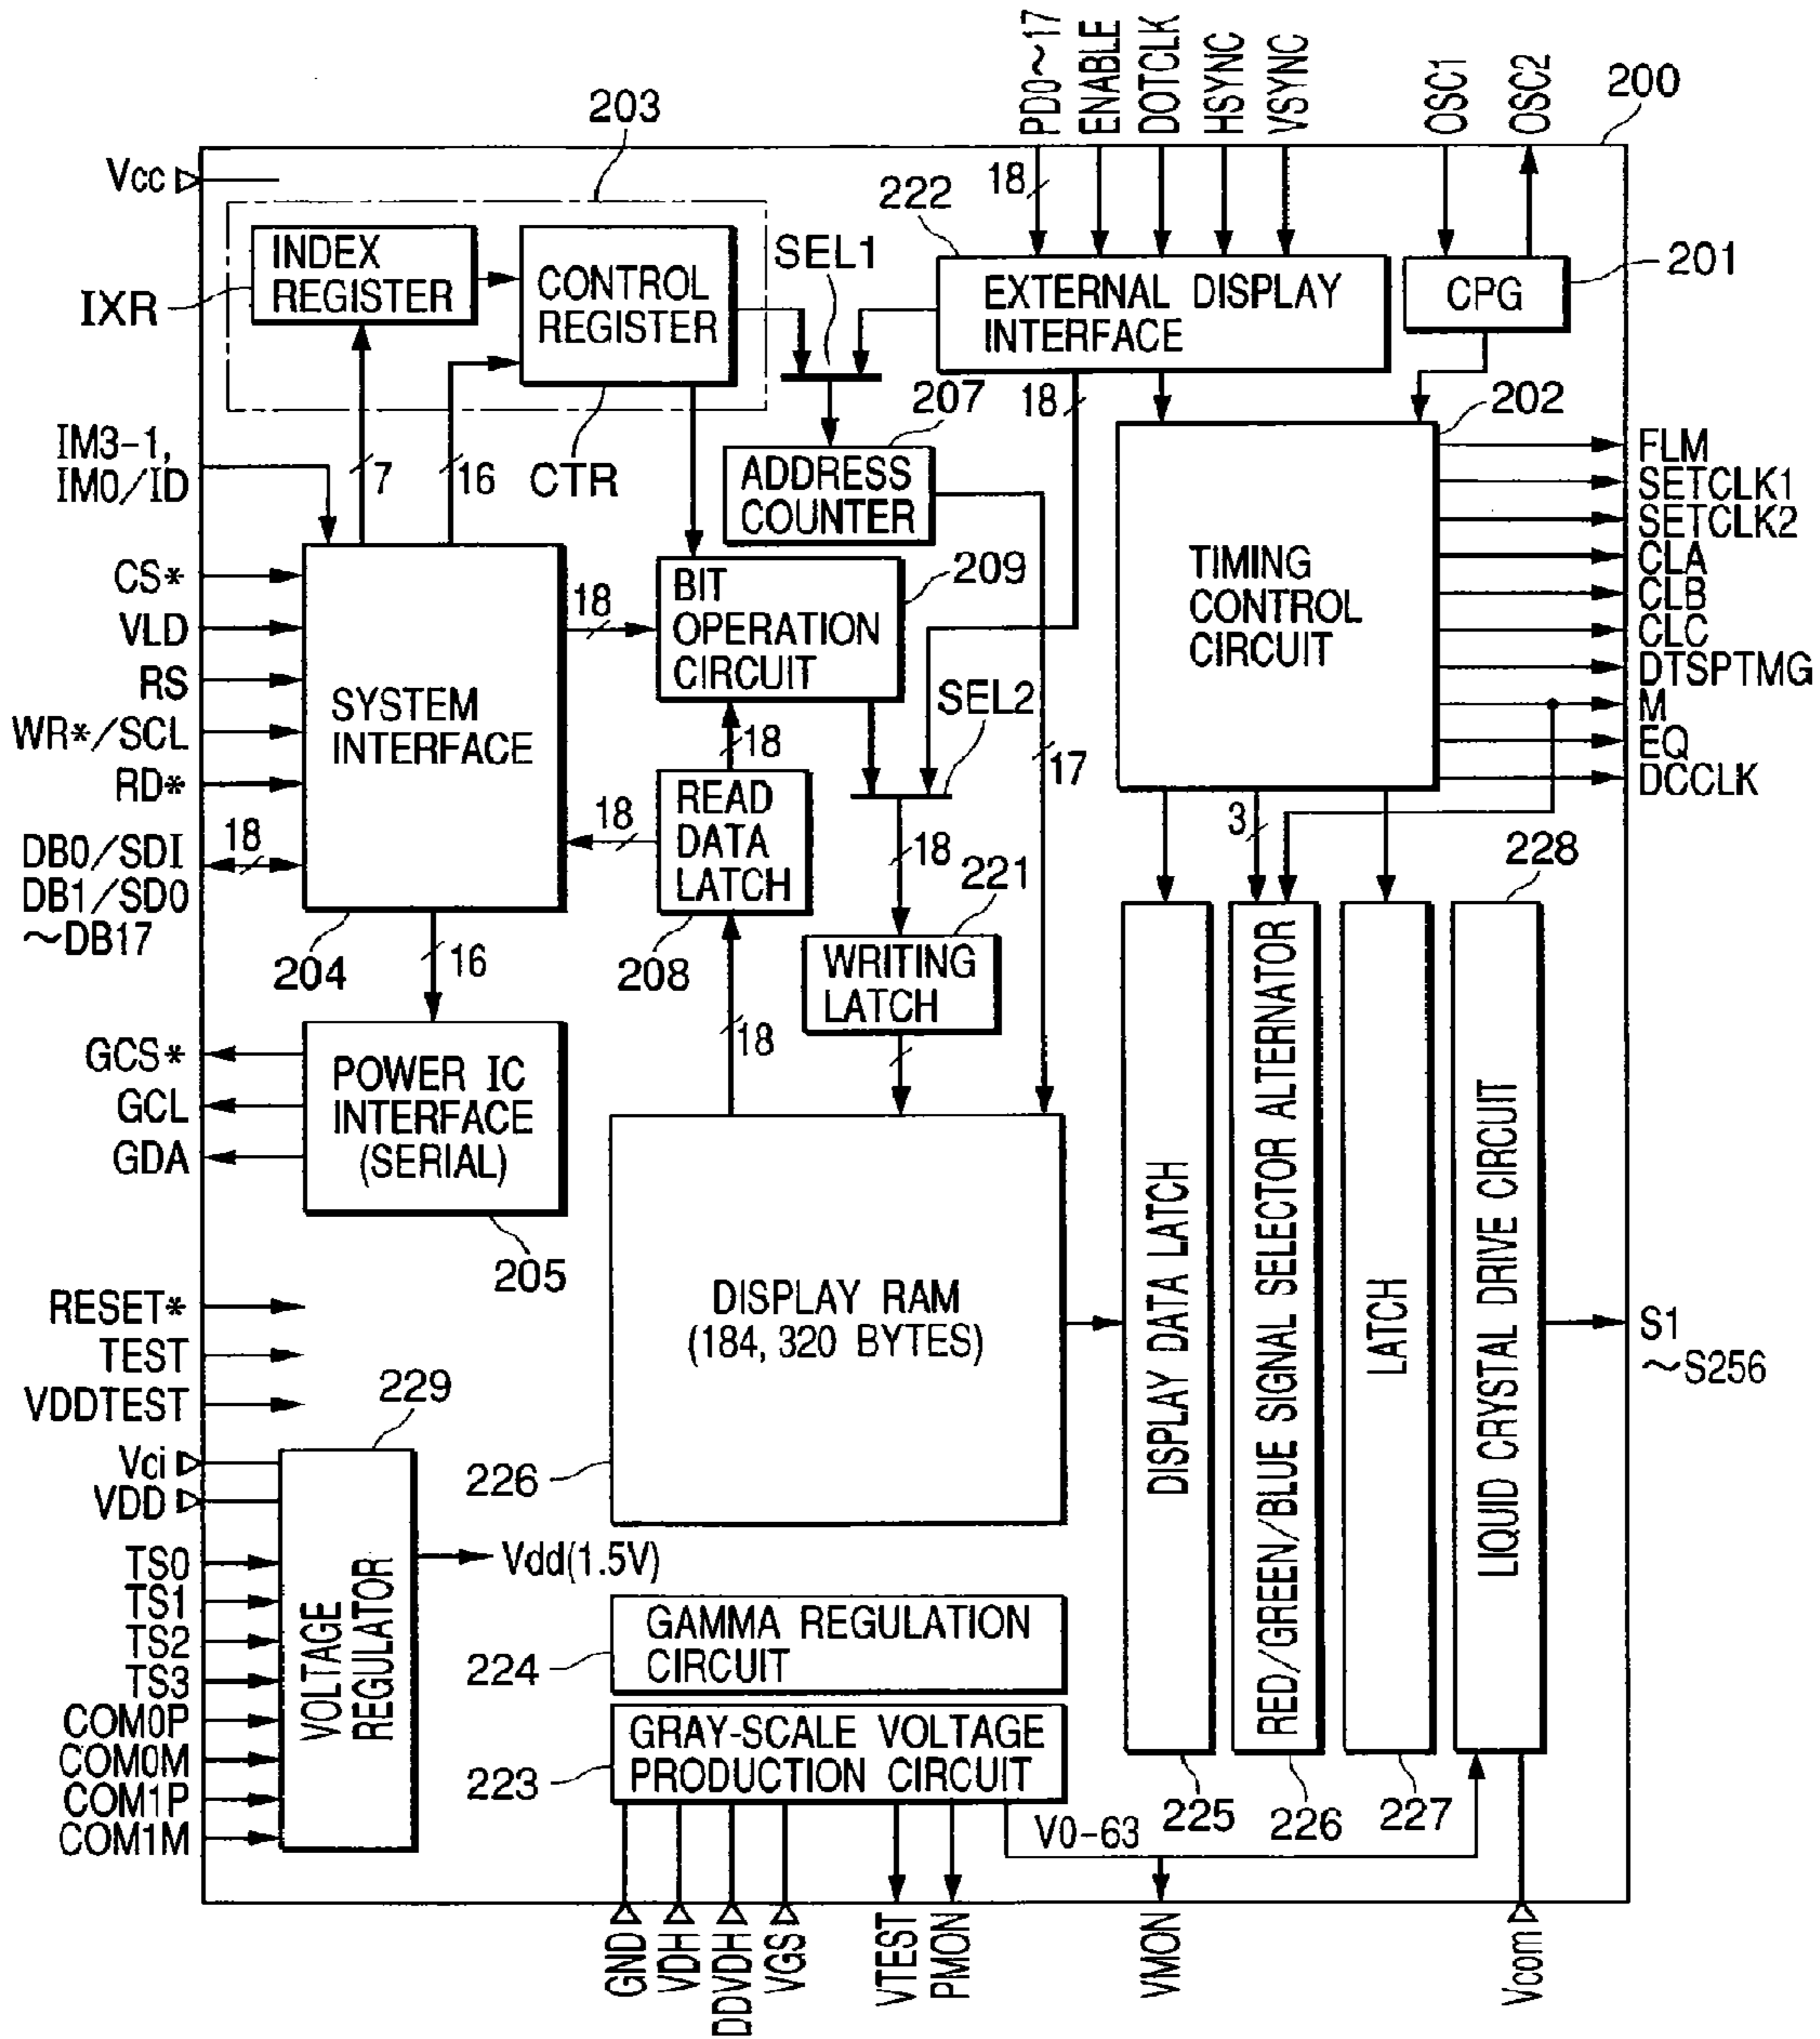 PD0~17
ENABLE
DOTCLK
HSYNC
VSYNC
OSC1
OSC2
200
203
Vcc
18
222
INDEX
REGISTER
CONTROL
REGISTER
SEL1
EXTERNAL DISPLAY
INTERFACE
CPG
201
IXR
207
18
202
IM3-1,
IM0/ID
7
16
CTR
ADDRESS
COUNTER
TIMING
CONTROL
CIRCUIT
FLM
SETCLK1
SETCLK2
CLA
CLB
CLC
DTSPTMG
M
EQ
DCCLK
CS*
VLD
RS
WR*/SCL
RD*
18
DB0/SDI
DB1/SD0
~DB17
SYSTEM
INTERFACE
204
18
BIT
OPERATION
CIRCUIT
209
SEL2
18
17
18
READ
DATA
LATCH
208
18
221
3
228
16
WRITING
LATCH
18
GCS*
GCL
GDA
POWER IC
INTERFACE
(SERIAL)
205
DISPLAY RAM
(184, 320 BYTES)
226
DISPLAY DATA LATCH
RED/GREEN/BLUE SIGNAL SELECTOR ALTERNATOR
LATCH
LIQUID CRYSTAL DRIVE CIRCUIT
S1
~S256
RESET*
TEST
VDDTEST
229
Vci
VDD
TS0
TS1
TS2
TS3
COM0P
COM0M
COM1P
COM1M
VOLTAGE
REGULATOR
Vdd(1.5V)
GAMMA REGULATION
CIRCUIT
224
GRAY-SCALE VOLTAGE
PRODUCTION CIRCUIT
223
225
226
227
V0-63
GND
VDH
DDVDH
VGS
VTEST
PMON
VMON
Vcom